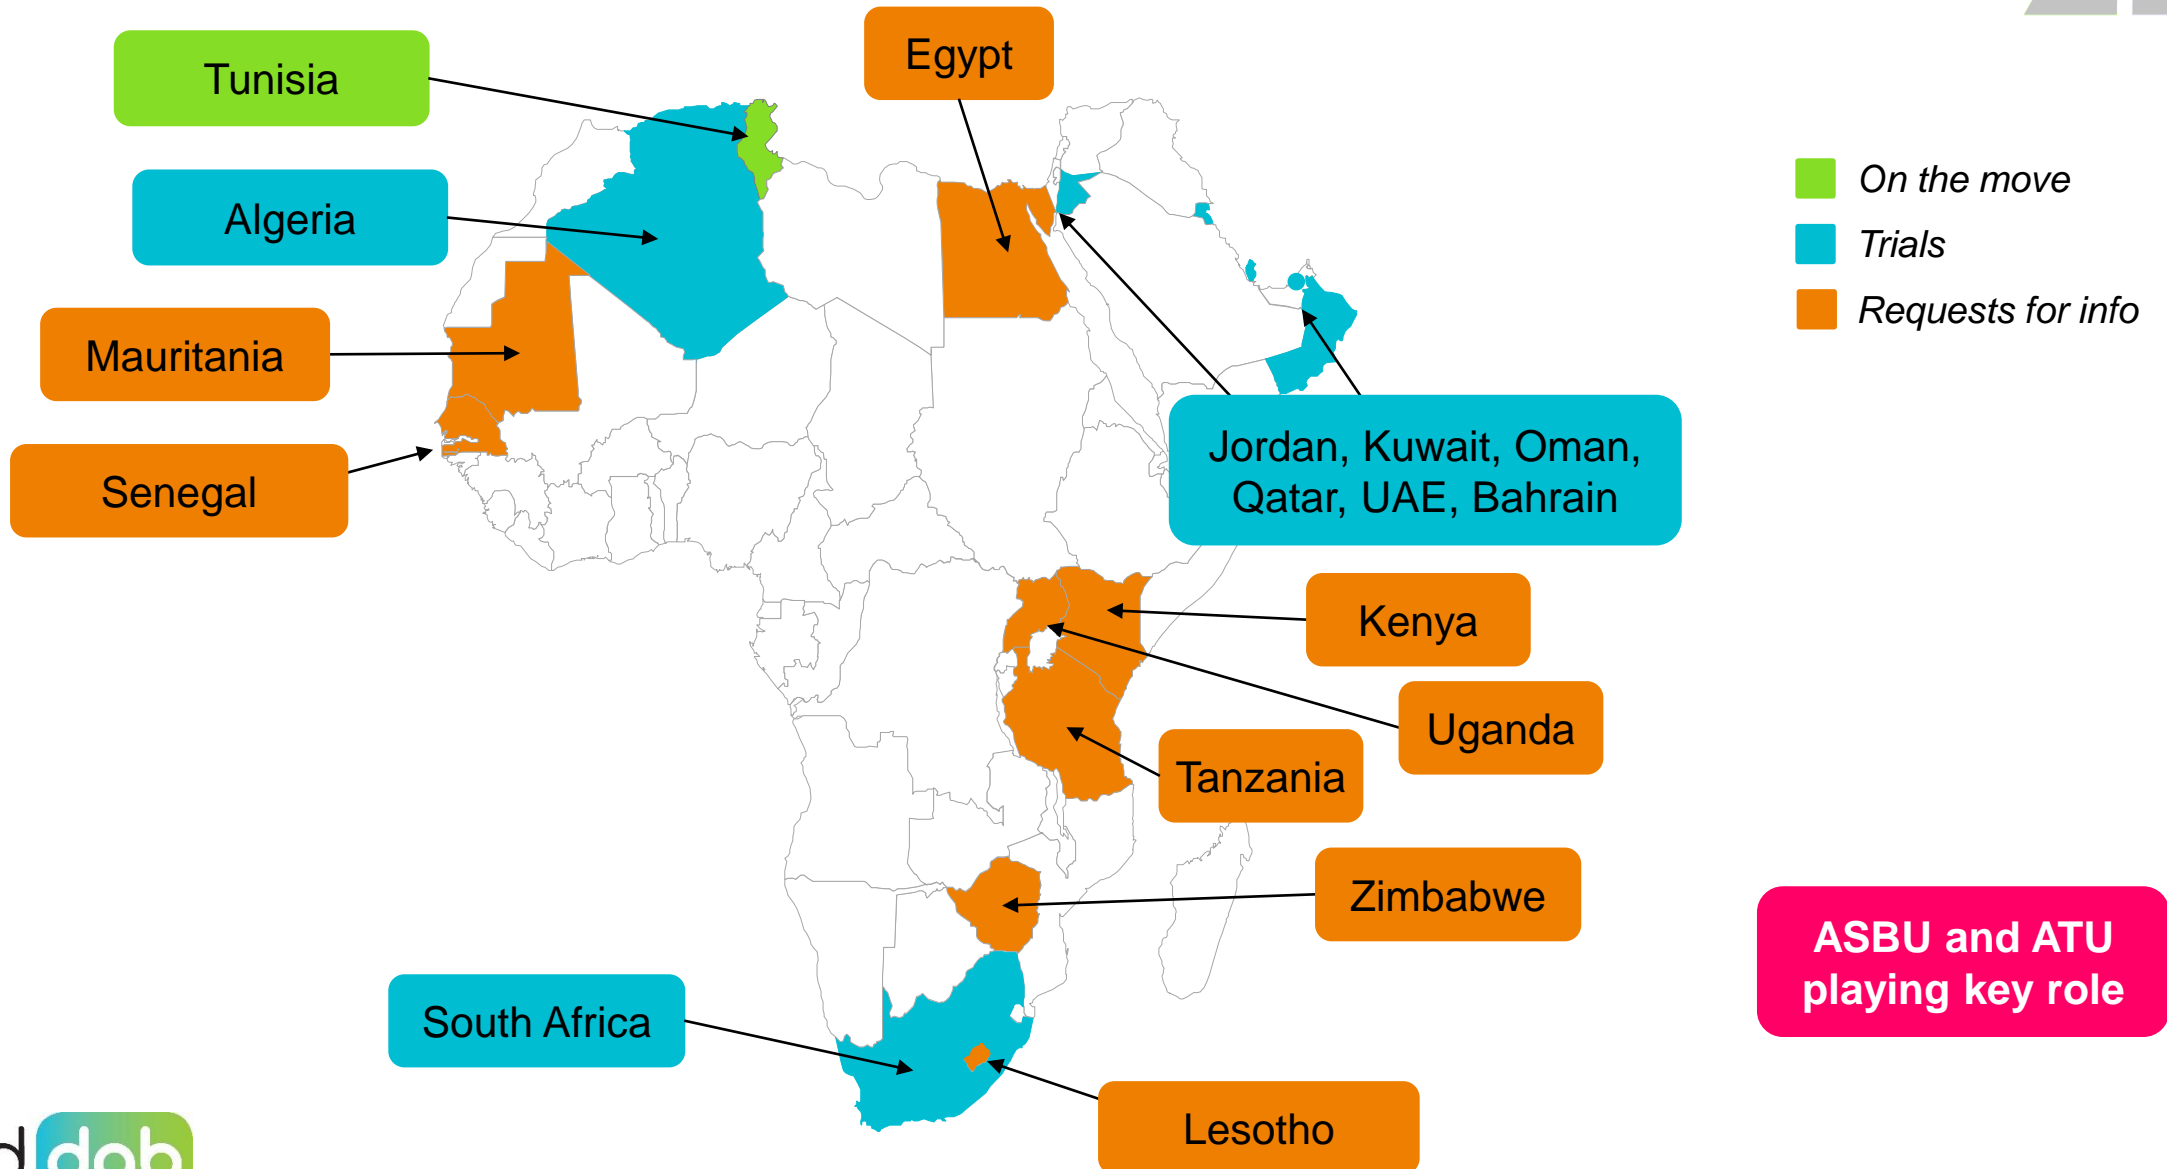 Tunisia
Egypt
Algeria
On the move
Trials
Requests for info
Mauritania
Senegal
Jordan, Kuwait, Oman,
Qatar, UAE, Bahrain
Kenya
Uganda
Tanzania
Zimbabwe
ASBU and ATU
playing key role
South Africa
Lesotho